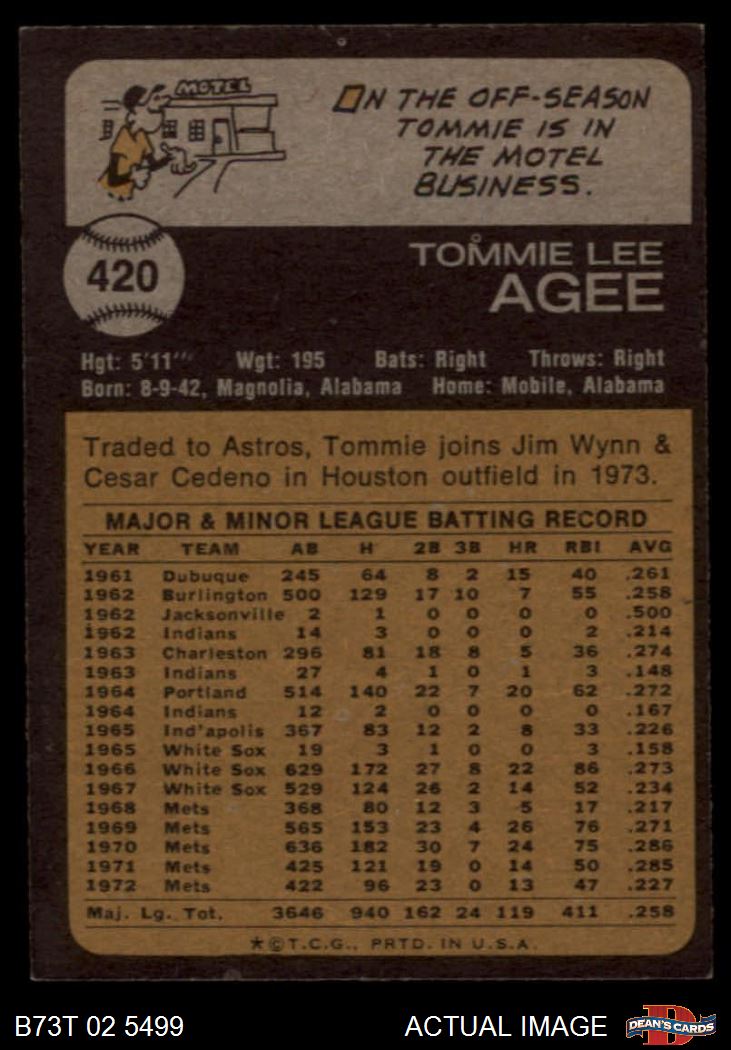 MOTEL
ON THE OFF-SEASON
TOMMIE IS IN
THE MOTEL
BUSINESS.
420
TOMMIE LEE
AGEE
Hgt: 5'11" Wgt: 195 Bats: Right Throws: Right
Born: 8-9-42, Magnolia, Alabama Home: Mobile, Alabama
Traded to Astros, Tommie joins Jim Wynn &
Cesar Cedeno in Houston outfield in 1973.
MAJOR & MINOR LEAGUE BATTING RECORD
YEAR TEAM AB H 2B 3B HR RBI AVG
1961 Dubuque 245 64 8 2 15 40 .261
1962 Burlington 500 129 17 10 7 55 .258
1962 Jacksonville 2 1 0 0 0 0 .500
1962 Indians 14 3 0 0 0 2 .214
1963 Charleston 296 81 18 8 5 36 .274
1963 Indians 27 4 1 0 1 3 .148
1964 Portland 514 140 22 7 20 62 .272
1964 Indians 12 2 0 0 0 0 .167
1965 Ind'apolis 367 83 12 2 8 33 .226
1965 White Sox 19 3 1 0 0 3 .158
1966 White Sox 629 172 27 8 22 86 .273
1967 White Sox 529 124 26 2 14 52 .234
1968 Mets 368 80 12 3 5 17 .217
1969 Mets 565 153 23 4 26 76 .271
1970 Mets 636 182 30 7 24 75 .286
1971 Mets 425 121 19 0 14 50 .285
1972 Mets 422 96 23 0 13 47 .227
Maj. Lg. Tot. 3646 940 162 24 119 411 .258
*©T.C.G., PRTD. IN U.S.A.
B73T 02 5499 ACTUAL IMAGE D DEAN'S CARDS